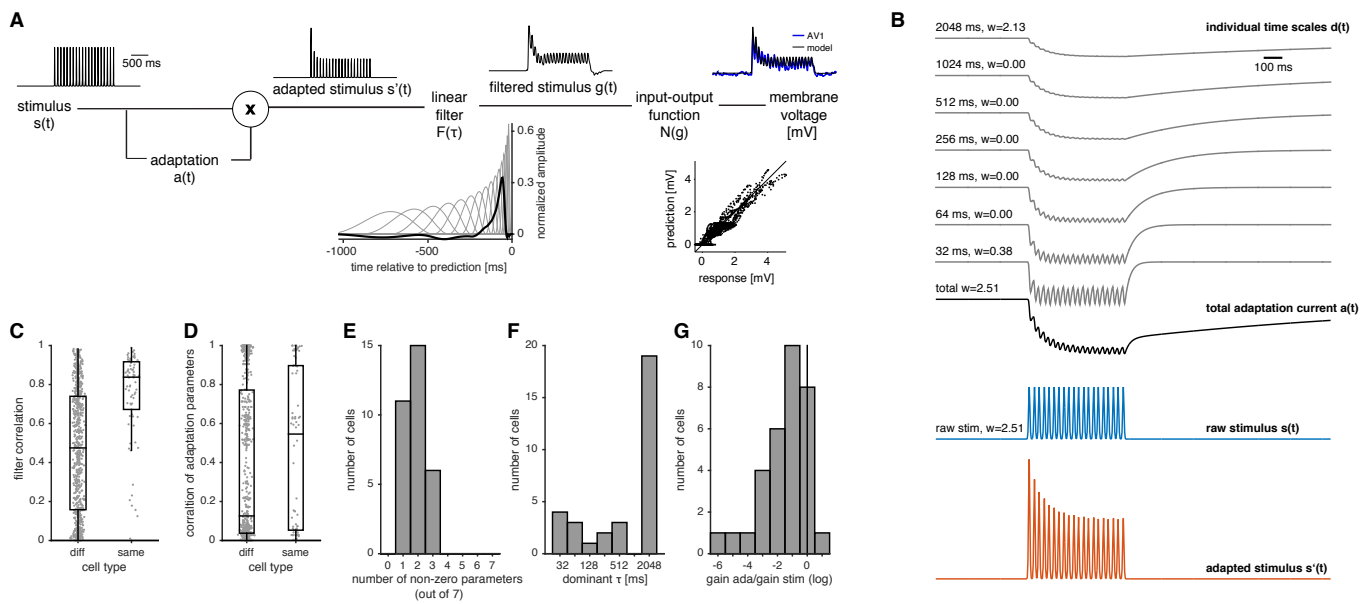 A
500 ms
stimulus
s(t)
adaptation
a(t)
x
adapted stimulus s'(t)
linear
filter
F(τ)
filtered stimulus g(t)
input-output
function
N(g)
AV1
model
membrane
voltage
[mV]
0.6
0.3
0
normalized amplitude
-1000
-500
0
time relative to prediction [ms]
prediction [mV]
4
2
0
0
2
4
response [mV]
B
individual time scales d(t)
100 ms
2048 ms, w=2.13
1024 ms, w=0.00
512 ms, w=0.00
256 ms, w=0.00
128 ms, w=0.00
64 ms, w=0.00
32 ms, w=0.38
total w=2.51
total adaptation current a(t)
raw stim, w=2.51
raw stimulus s(t)
adapted stimulus s'(t)
C
filter correlation
1
0.8
0.6
0.4
0.2
0
diff
same
cell type
D
corraltion of adaptation parameters
1
0.8
0.6
0.4
0.2
0
diff
same
cell type
E
number of cells
15
10
5
0
0 1 2 3 4 5 6 7
number of non-zero parameters
(out of 7)
F
number of cells
20
15
10
5
0
32 128 512 2048
dominant τ [ms]
G
number of cells
10
8
6
4
2
0
-6 -4 -2 0
gain ada/gain stim (log)